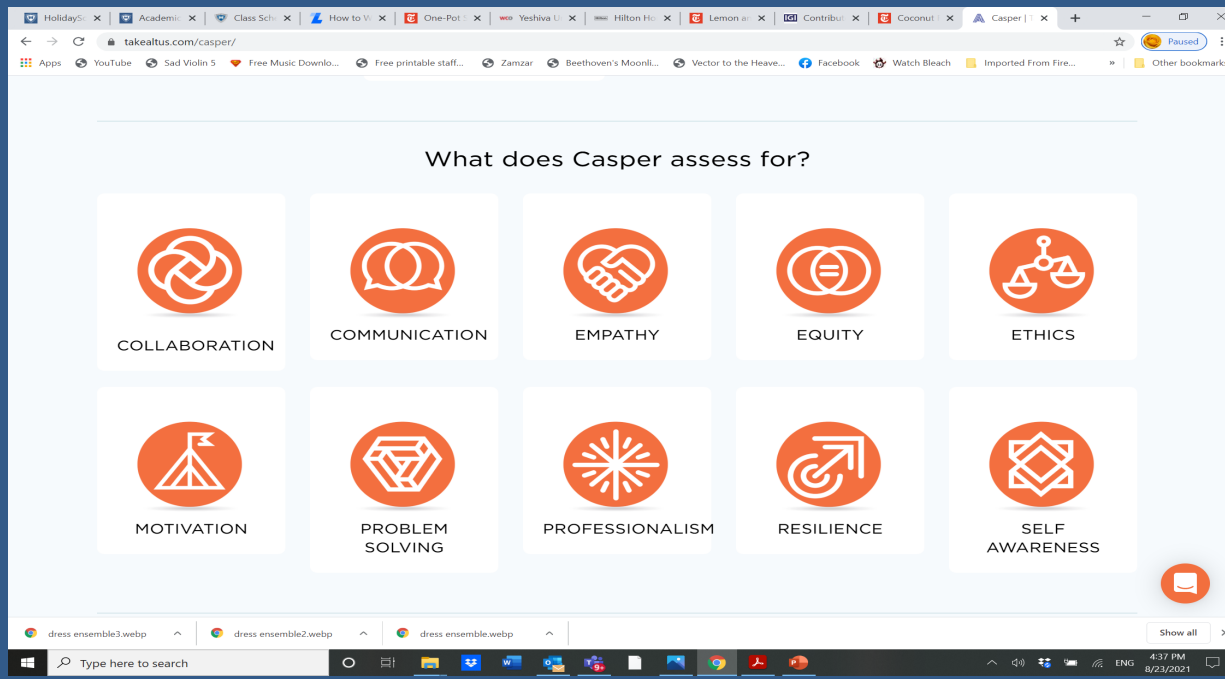 HolidaySc
Academic
Class Sche
How to W
One-Pot S
Yeshiva U
Hilton Ho
Lemon an
Contribut
Coconut
Casper | T
takealtus.com/casper/
Paused
Apps
YouTube
Sad Violin 5
Free Music Downlo...
Free printable staff...
Zamzar
Beethoven's Moonli...
Vector to the Heave...
Facebook
Watch Bleach
Imported From Fire...
»
Other bookmarks
What does Casper assess for?
COLLABORATION
COMMUNICATION
EMPATHY
EQUITY
ETHICS
MOTIVATION
PROBLEM
SOLVING
PROFESSIONALISM
RESILIENCE
SELF
AWARENESS
dress ensemble3.webp
dress ensemble2.webp
dress ensemble.webp
Show all
Type here to search
9+
ENG
4:37 PM
8/23/2021